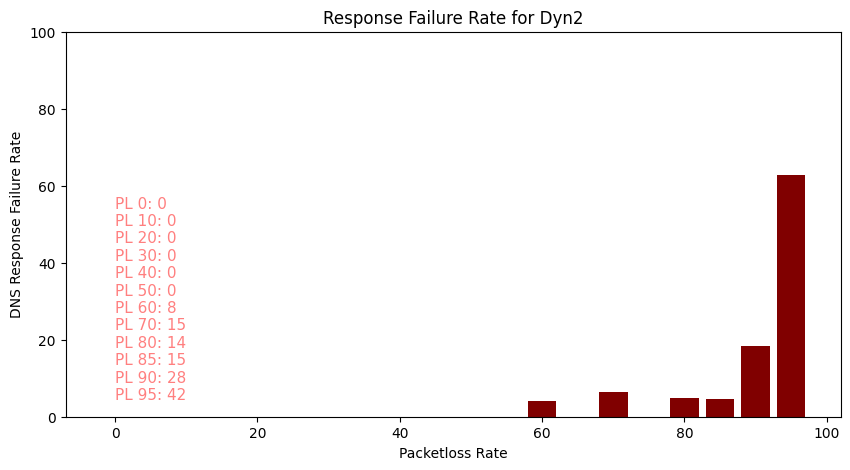 Response Failure Rate for Dyn2
DNS Response Failure Rate
100
80
60
40
20
0
PL 0: 0
PL 10: 0
PL 20: 0
PL 30: 0
PL 40: 0
PL 50: 0
PL 60: 8
PL 70: 15
PL 80: 14
PL 85: 15
PL 90: 28
PL 95: 42
0 20 40 60 80 100
Packetloss Rate